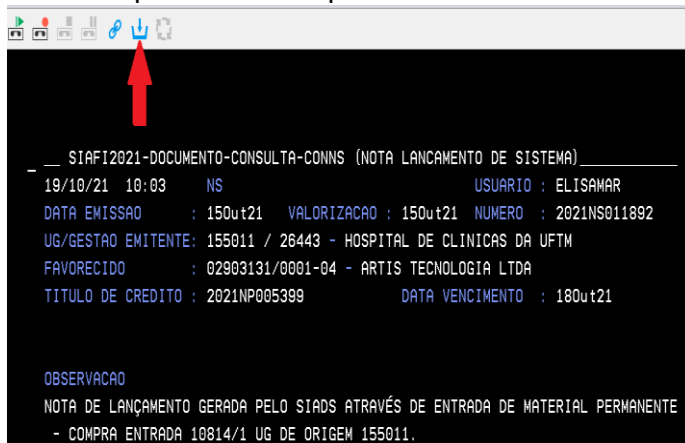 __ SIAFI2021-DOCUMENTO-CONSULTA-CONNS (NOTA LANCAMENTO DE SISTEMA)__________
19/10/21 10:03 NS USUARIO : ELISAMAR
DATA EMISSAO : 15Out21 VALORIZACAO : 15Out21 NUMERO : 2021NS011892
UG/GESTAO EMITENTE: 155011 / 26443 - HOSPITAL DE CLINICAS DA UFTM
FAVORECIDO : 02903131/0001-04 - ARTIS TECNOLOGIA LTDA
TITULO DE CREDITO : 2021NP005399 DATA VENCIMENTO : 18Out21
OBSERVACAO
NOTA DE LANÇAMENTO GERADA PELO SIADS ATRAVÉS DE ENTRADA DE MATERIAL PERMANENTE
- COMPRA ENTRADA 10814/1 UG DE ORIGEM 155011.